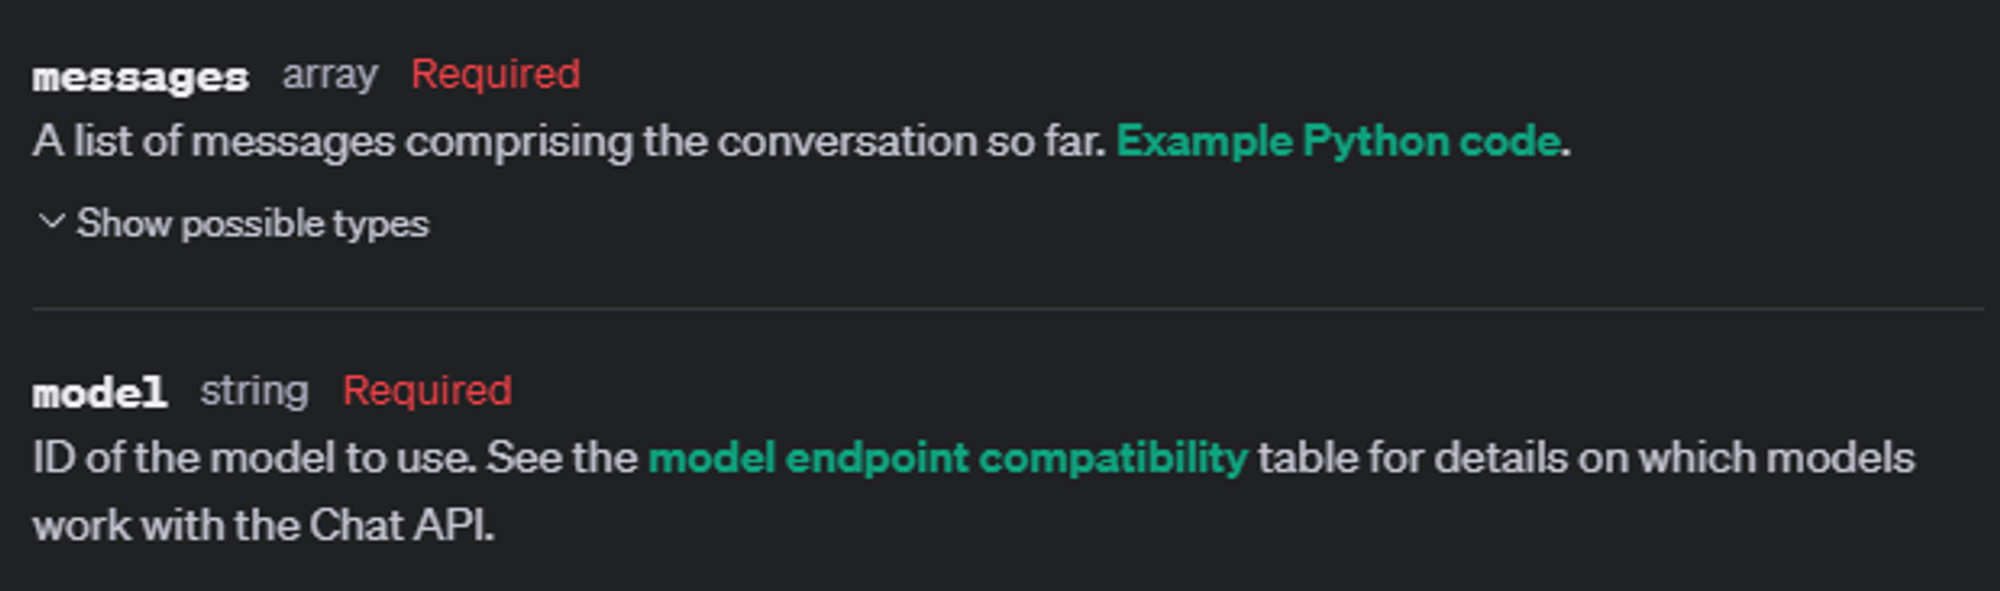 messages array Required
A list of messages comprising the conversation so far. Example Python code.
Show possible types
model string Required
ID of the model to use. See the model endpoint compatibility table for details on which models
work with the Chat API.